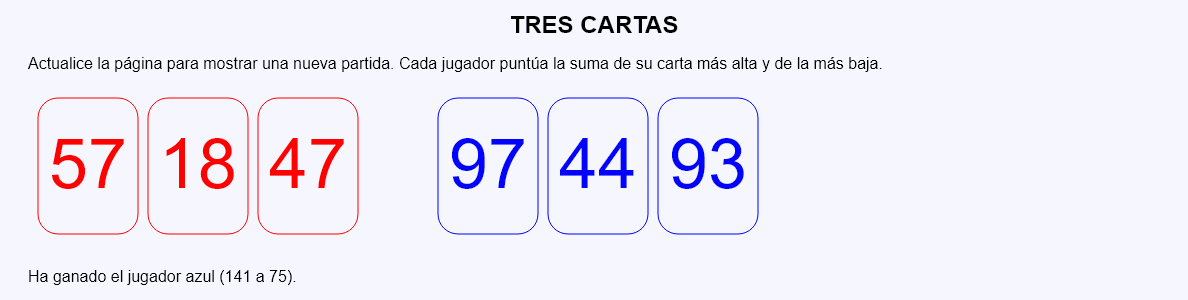 TRES CARTAS
Actualice la página para mostrar una nueva partida. Cada jugador puntúa la suma de su carta más alta y de la más baja.
57 18 47 97 44 93
Ha ganado el jugador azul (141 a 75).